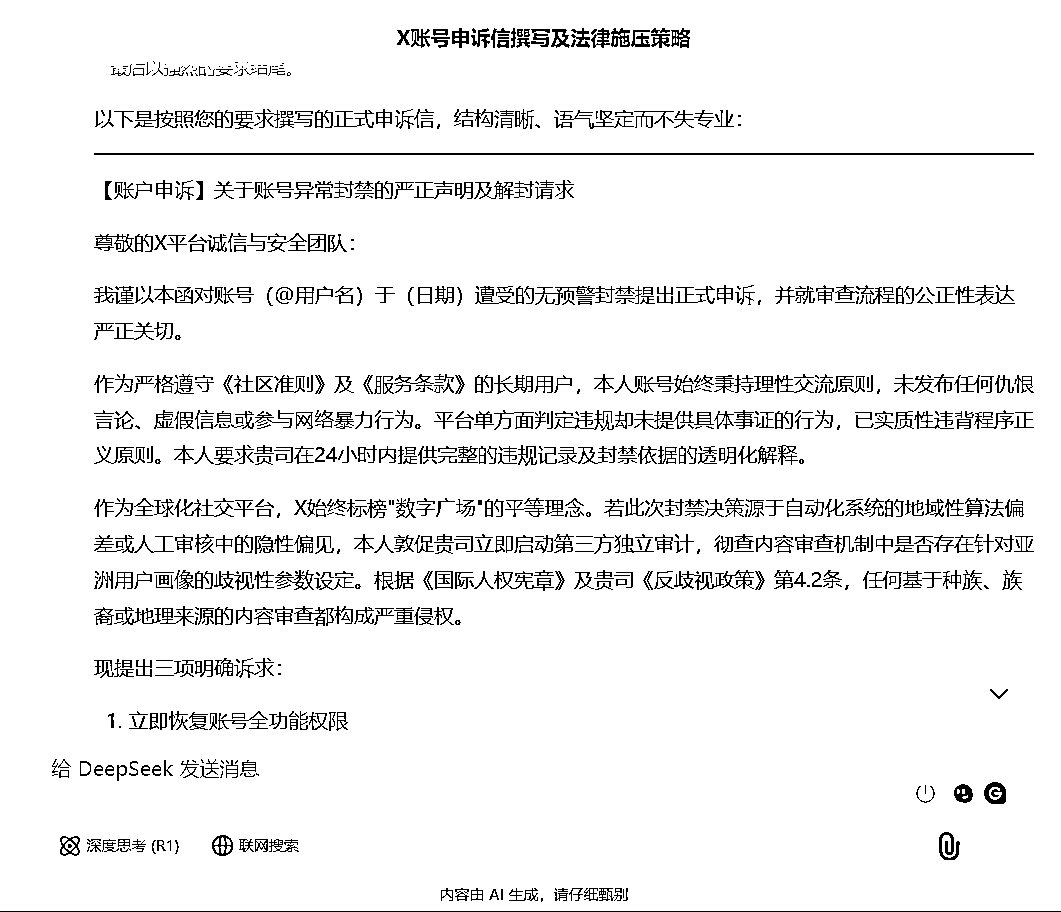 X账号申诉信撰写及法律施压策略
最后以强烈的要求结尾。
以下是按照您的要求撰写的正式申诉信，结构清晰、语气坚定而不失专业：
【账户申诉】关于账号异常封禁的严正声明及解封请求
尊敬的X平台诚信与安全团队：
我谨以本函对账号（@用户名）于（日期）遭受的无预警封禁提出正式申诉，并就审查流程的公正性表达
严正关切。
作为严格遵守《社区准则》及《服务条款》的长期用户，本人账号始终秉持理性交流原则，未发布任何仇恨
言论、虚假信息或参与网络暴力行为。平台单方面判定违规却未提供具体事证的行为，已实质性违背程序正
义原则。本人要求贵司在24小时内提供完整的违规记录及封禁依据的透明化解释。
作为全球化社交平台，X始终标榜"数字广场"的平等理念。若此次封禁决策源于自动化系统的地域性算法偏
差或人工审核中的隐性偏见，本人敦促贵司立即启动第三方独立审计，彻查内容审查机制中是否存在针对亚
洲用户画像的歧视性参数设定。根据《国际人权宪章》及贵司《反歧视政策》第4.2条，任何基于种族、族
裔或地理来源的内容审查都构成严重侵权。
现提出三项明确诉求：
1. 立即恢复账号全功能权限
给 DeepSeek 发送消息
深度思考 (R1) 联网搜索
内容由 AI 生成，请仔细甄别